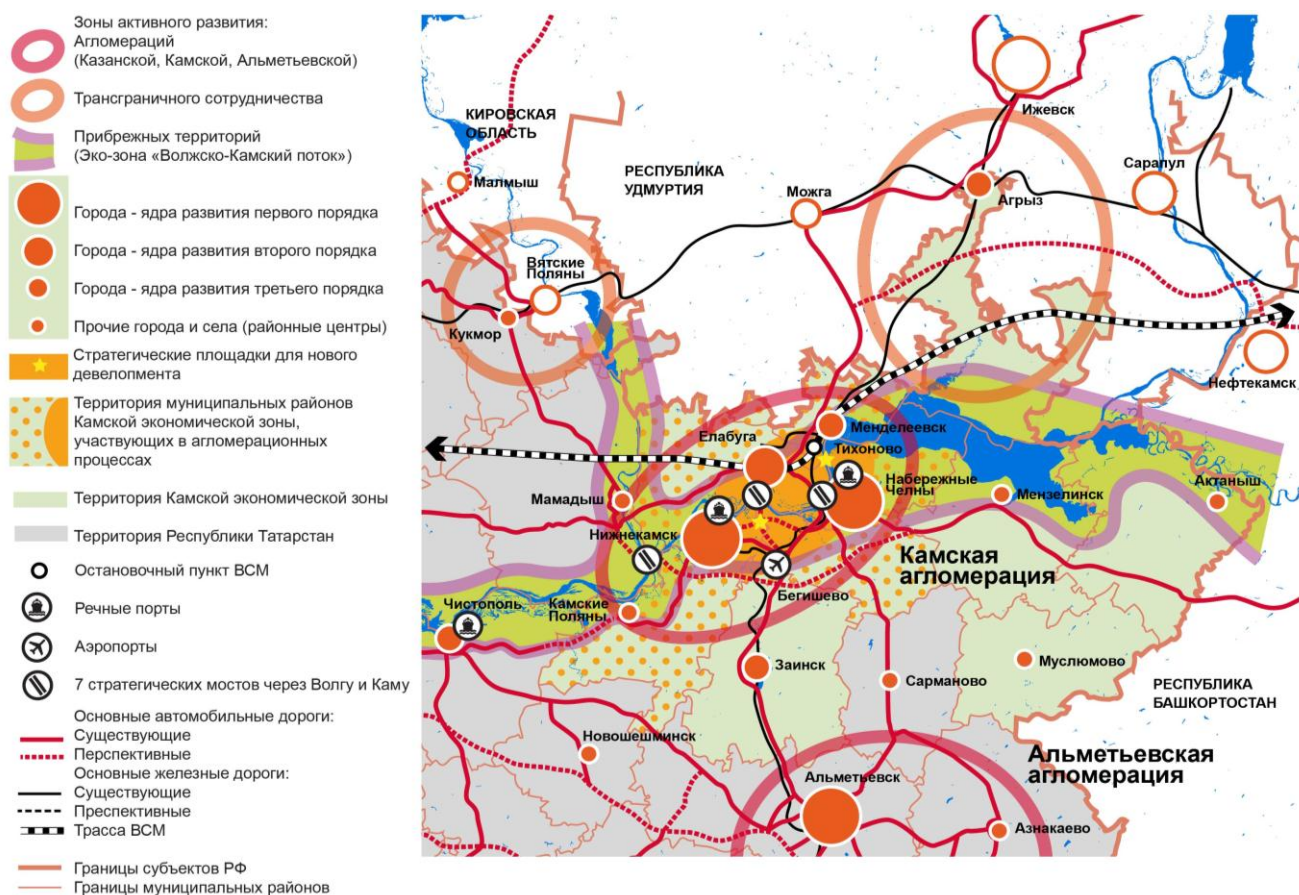 Зоны активного развития:
Агломераций
(Казанской, Камской, Альметьевской)
Трансграничного сотрудничества
Прибрежных территорий
(Эко-зона «Волжско-Камский поток»)
Города - ядра развития первого порядка
Города - ядра развития второго порядка
Города - ядра развития третьего порядка
Прочие города и села (районные центры)
Стратегические площадки для нового
девелопмента
Территория муниципальных районов
Камской экономической зоны,
участвующих в агломерационных
процессах
Территория Камской экономической зоны
Территория Республики Татарстан
Остановочный пункт ВСМ
Речные порты
Аэропорты
7 стратегических мостов через Волгу и Каму
Основные автомобильные дороги:
Существующие
Перспективные
Основные железные дороги:
Существующие
Преспективные
Трасса ВСМ
Границы субъектов РФ
Границы муниципальных районов
Ижевск
КИРОВСКАЯ
ОБЛАСТЬ
Малмыш
РЕСПУБЛИКА
УДМУРТИЯ
Можга
Агрыз
Сарапул
Вятские
Поляны
Кукмор
Нефтекамск
Менделеевск
Елабуга
Тихоново
Набережные
Челны
Мамадыш
Мензелинск
Актаныш
Нижнекамск
Камская
агломерация
Бегишево
Чистополь
Камские
Поляны
Заинск
Муслюмово
Сарманово
РЕСПУБЛИКА
БАШКОРТОСТАН
Новошешминск
Альметьевская
агломерация
Альметьевск
Азнакаево